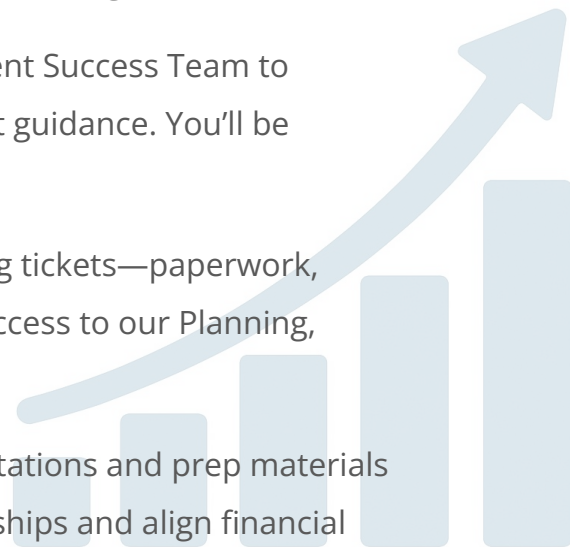 ent Success Team to
t guidance. You’ll be
g tickets—paperwork,
ccess to our Planning,
tations and prep materials
ships and align financial